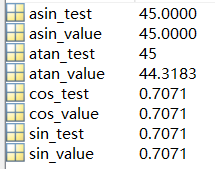 asin_test 45.0000
asin_value 45.0000
atan_test 45
atan_value 44.3183
cos_test 0.7071
cos_value 0.7071
sin_test 0.7071
sin_value 0.7071